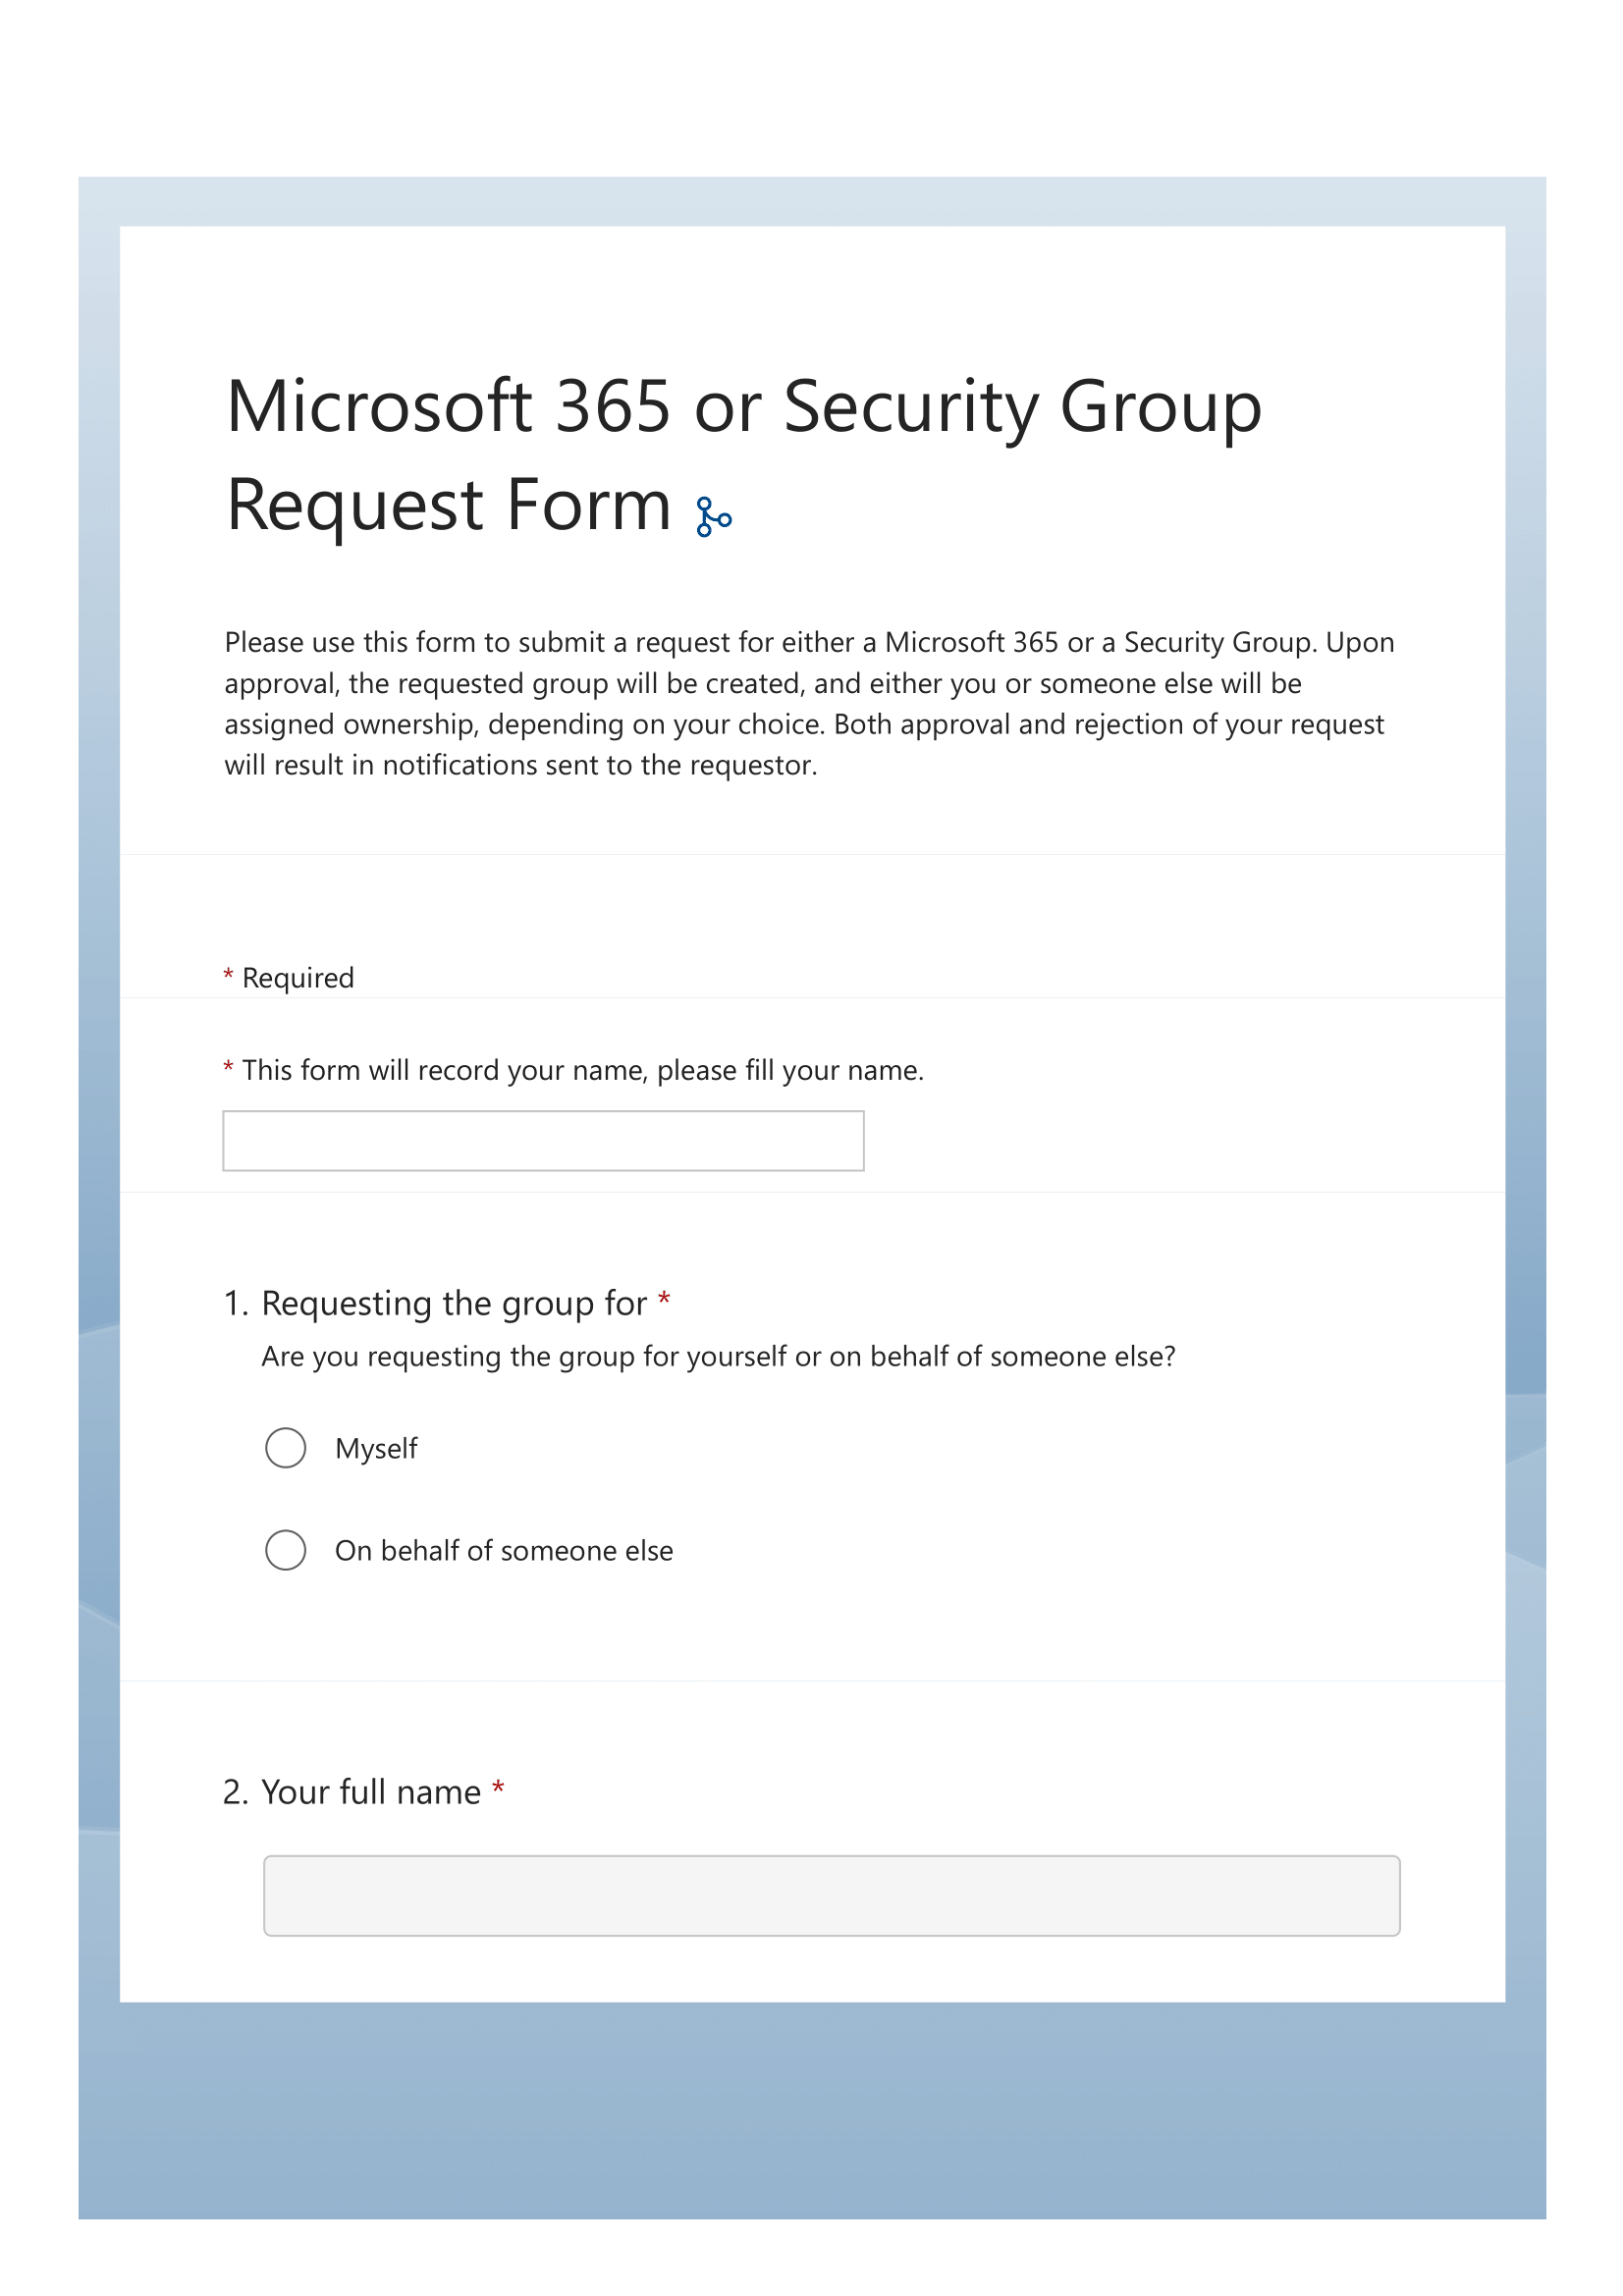 Microsoft 365 or Security Group
Request Form
Please use this form to submit a request for either a Microsoft 365 or a Security Group. Upon
approval, the requested group will be created, and either you or someone else will be
assigned ownership, depending on your choice. Both approval and rejection of your request
will result in notifications sent to the requestor.
* Required
* This form will record your name, please fill your name.
1. Requesting the group for *
Are you requesting the group for yourself or on behalf of someone else?
Myself
On behalf of someone else
2. Your full name *